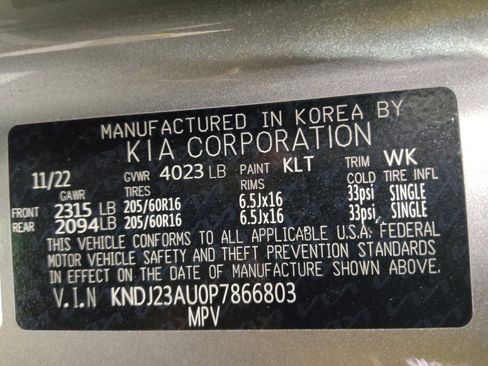 MANUFACTURED IN KOREA BY
KIA CORPORATION
11/22 GVWR 4023 LB PAINT KLT TRIM WK
GAWR TIRES RIMS COLD TIRE INFL
FRONT 2315 LB 205/60R16 6.5Jx16 33psi SINGLE
REAR 2094 LB 205/60R16 6.5Jx16 33psi SINGLE
THIS VEHICLE CONFORMS TO ALL APPLICABLE U.S.A. FEDERAL
MOTOR VEHICLE SAFETY AND THEFT PREVENTION STANDARDS
IN EFFECT ON THE DATE OF MANUFACTURE SHOWN ABOVE.
V.I.N KNDJ23AU0P7866803
MPV